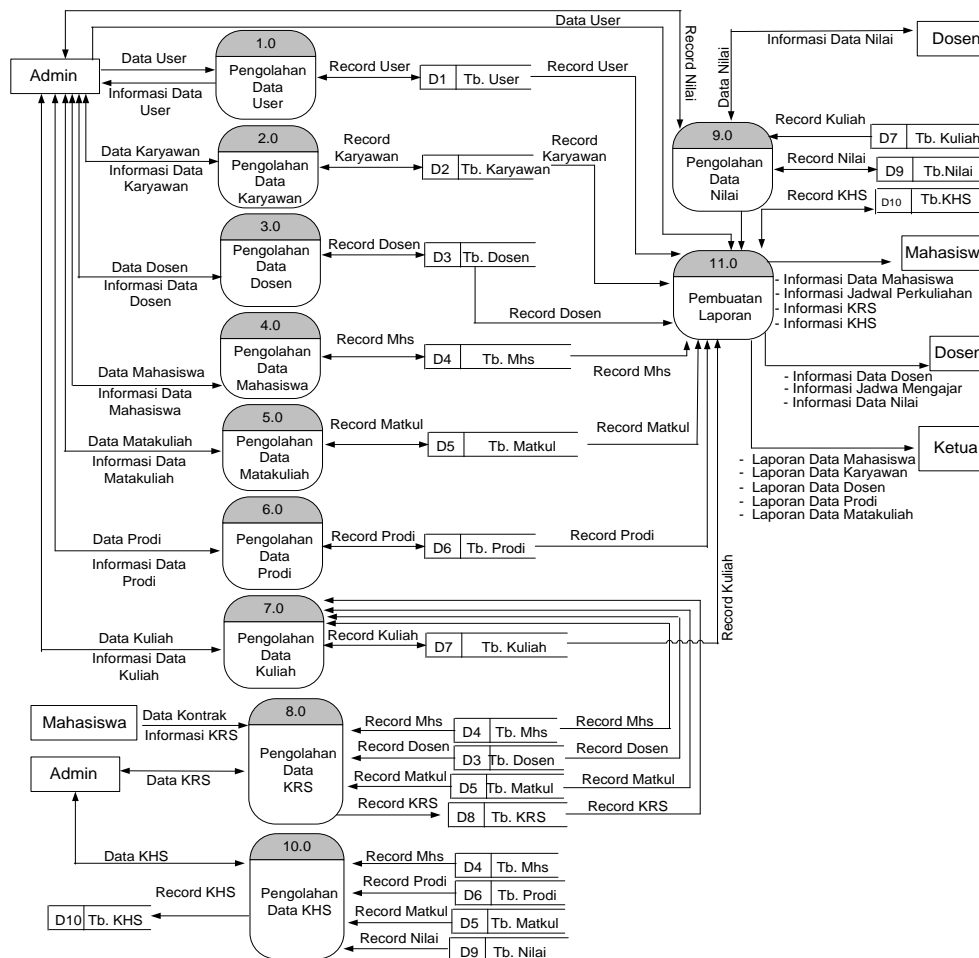 Data User
Admin
Data User
Informasi Data
User
1.0
Pengolahan
Data
User
Record User
D1 Tb. User
Record User
Record Nilai
Data Nilai
Informasi Data Nilai
Dosen
Data Karyawan
Informasi Data
Karyawan
2.0
Pengolahan
Data
Karyawan
Record
Karyawan
D2 Tb. Karyawan
Record
Karyawan
9.0
Pengolahan
Data
Nilai
Record Kuliah
D7 Tb. Kuliah
Record Nilai
D9 Tb.Nilai
Record KHS
D10 Tb.KHS
Data Dosen
Informasi Data
Dosen
3.0
Pengolahan
Data
Dosen
Record Dosen
D3 Tb. Dosen
Record Dosen
11.0
Pembuatan
Laporan
Mahasisw
- Informasi Data Mahasiswa
- Informasi Jadwal Perkuliahan
- Informasi KRS
- Informasi KHS
Data Mahasiswa
Informasi Data
Mahasiswa
4.0
Pengolahan
Data
Mahasiswa
Record Mhs
D4 Tb. Mhs
Record Mhs
Dosen
- Informasi Data Dosen
- Informasi Jadwa Mengajar
- Informasi Data Nilai
Data Matakuliah
Informasi Data
Matakuliah
5.0
Pengolahan
Data
Matakuliah
Record Matkul
D5 Tb. Matkul
Record Matkul
Ketua
- Laporan Data Mahasiswa
- Laporan Data Karyawan
- Laporan Data Dosen
- Laporan Data Prodi
- Laporan Data Matakuliah
Data Prodi
Informasi Data
Prodi
6.0
Pengolahan
Data
Prodi
Record Prodi
D6 Tb. Prodi
Record Prodi
Data Kuliah
Informasi Data
Kuliah
7.0
Pengolahan
Data
Kuliah
Record Kuliah
D7 Tb. Kuliah
Record Kuliah
Mahasiswa
Data Kontrak
Informasi KRS
Admin
Data KRS
8.0
Pengolahan
Data
KRS
Record Mhs
D4 Tb. Mhs
Record Mhs
Record Dosen
D3 Tb. Dosen
Record Dosen
Record Matkul
D5 Tb. Matkul
Record Matkul
Record KRS
D8 Tb. KRS
Record KRS
Data KHS
10.0
Pengolahan
Data KHS
Record KHS
D10 Tb. KHS
Record Mhs
D4 Tb. Mhs
Record Prodi
D6 Tb. Prodi
Record Matkul
D5 Tb. Matkul
Record Nilai
D9 Tb. Nilai